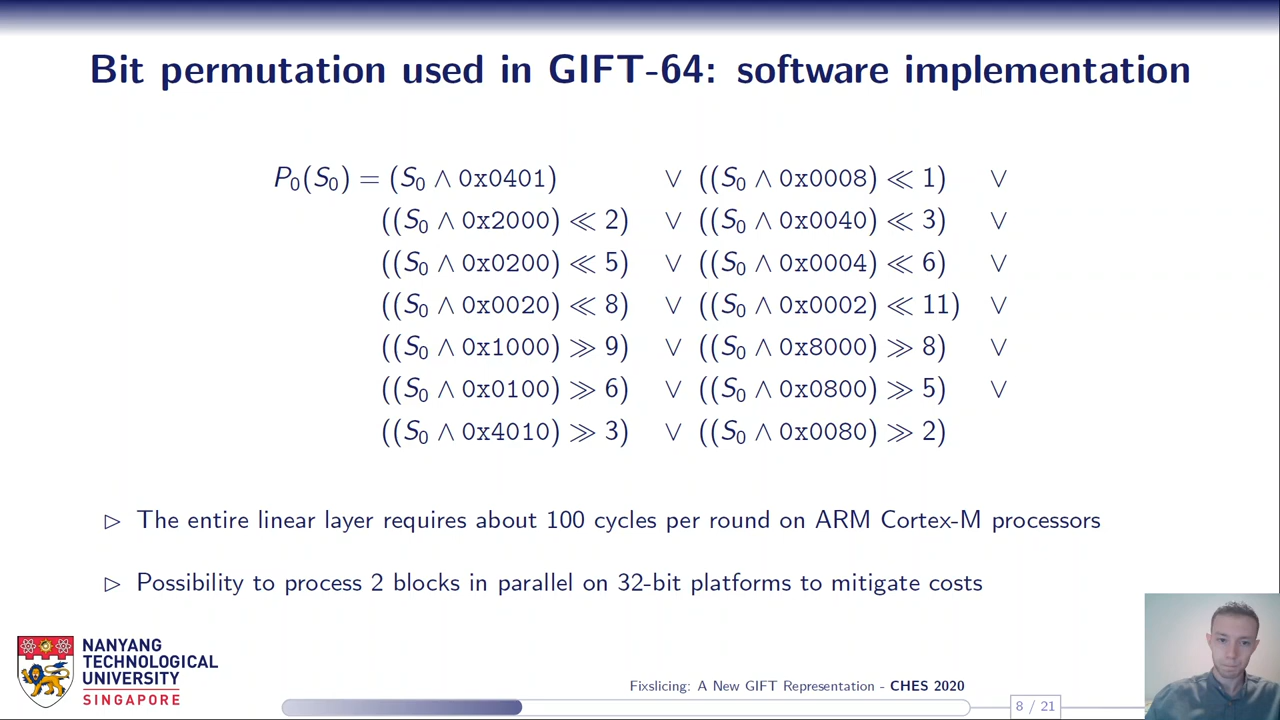 Bit permutation used in GIFT-64: software implementation
P₀(S₀) = (S₀ ∧ 0x0401) ∨ ((S₀ ∧ 0x0008) ≪ 1) ∨
((S₀ ∧ 0x2000) ≪ 2) ∨ ((S₀ ∧ 0x0040) ≪ 3) ∨
((S₀ ∧ 0x0200) ≪ 5) ∨ ((S₀ ∧ 0x0004) ≪ 6) ∨
((S₀ ∧ 0x0020) ≪ 8) ∨ ((S₀ ∧ 0x0002) ≪ 11) ∨
((S₀ ∧ 0x1000) ≫ 9) ∨ ((S₀ ∧ 0x8000) ≫ 8) ∨
((S₀ ∧ 0x0100) ≫ 6) ∨ ((S₀ ∧ 0x0800) ≫ 5) ∨
((S₀ ∧ 0x4010) ≫ 3) ∨ ((S₀ ∧ 0x0080) ≫ 2)
▷ The entire linear layer requires about 100 cycles per round on ARM Cortex-M processors
▷ Possibility to process 2 blocks in parallel on 32-bit platforms to mitigate costs
NANYANG
TECHNOLOGICAL
UNIVERSITY
SINGAPORE
Fixslicing: A New GIFT Representation - CHES 2020
8 / 21